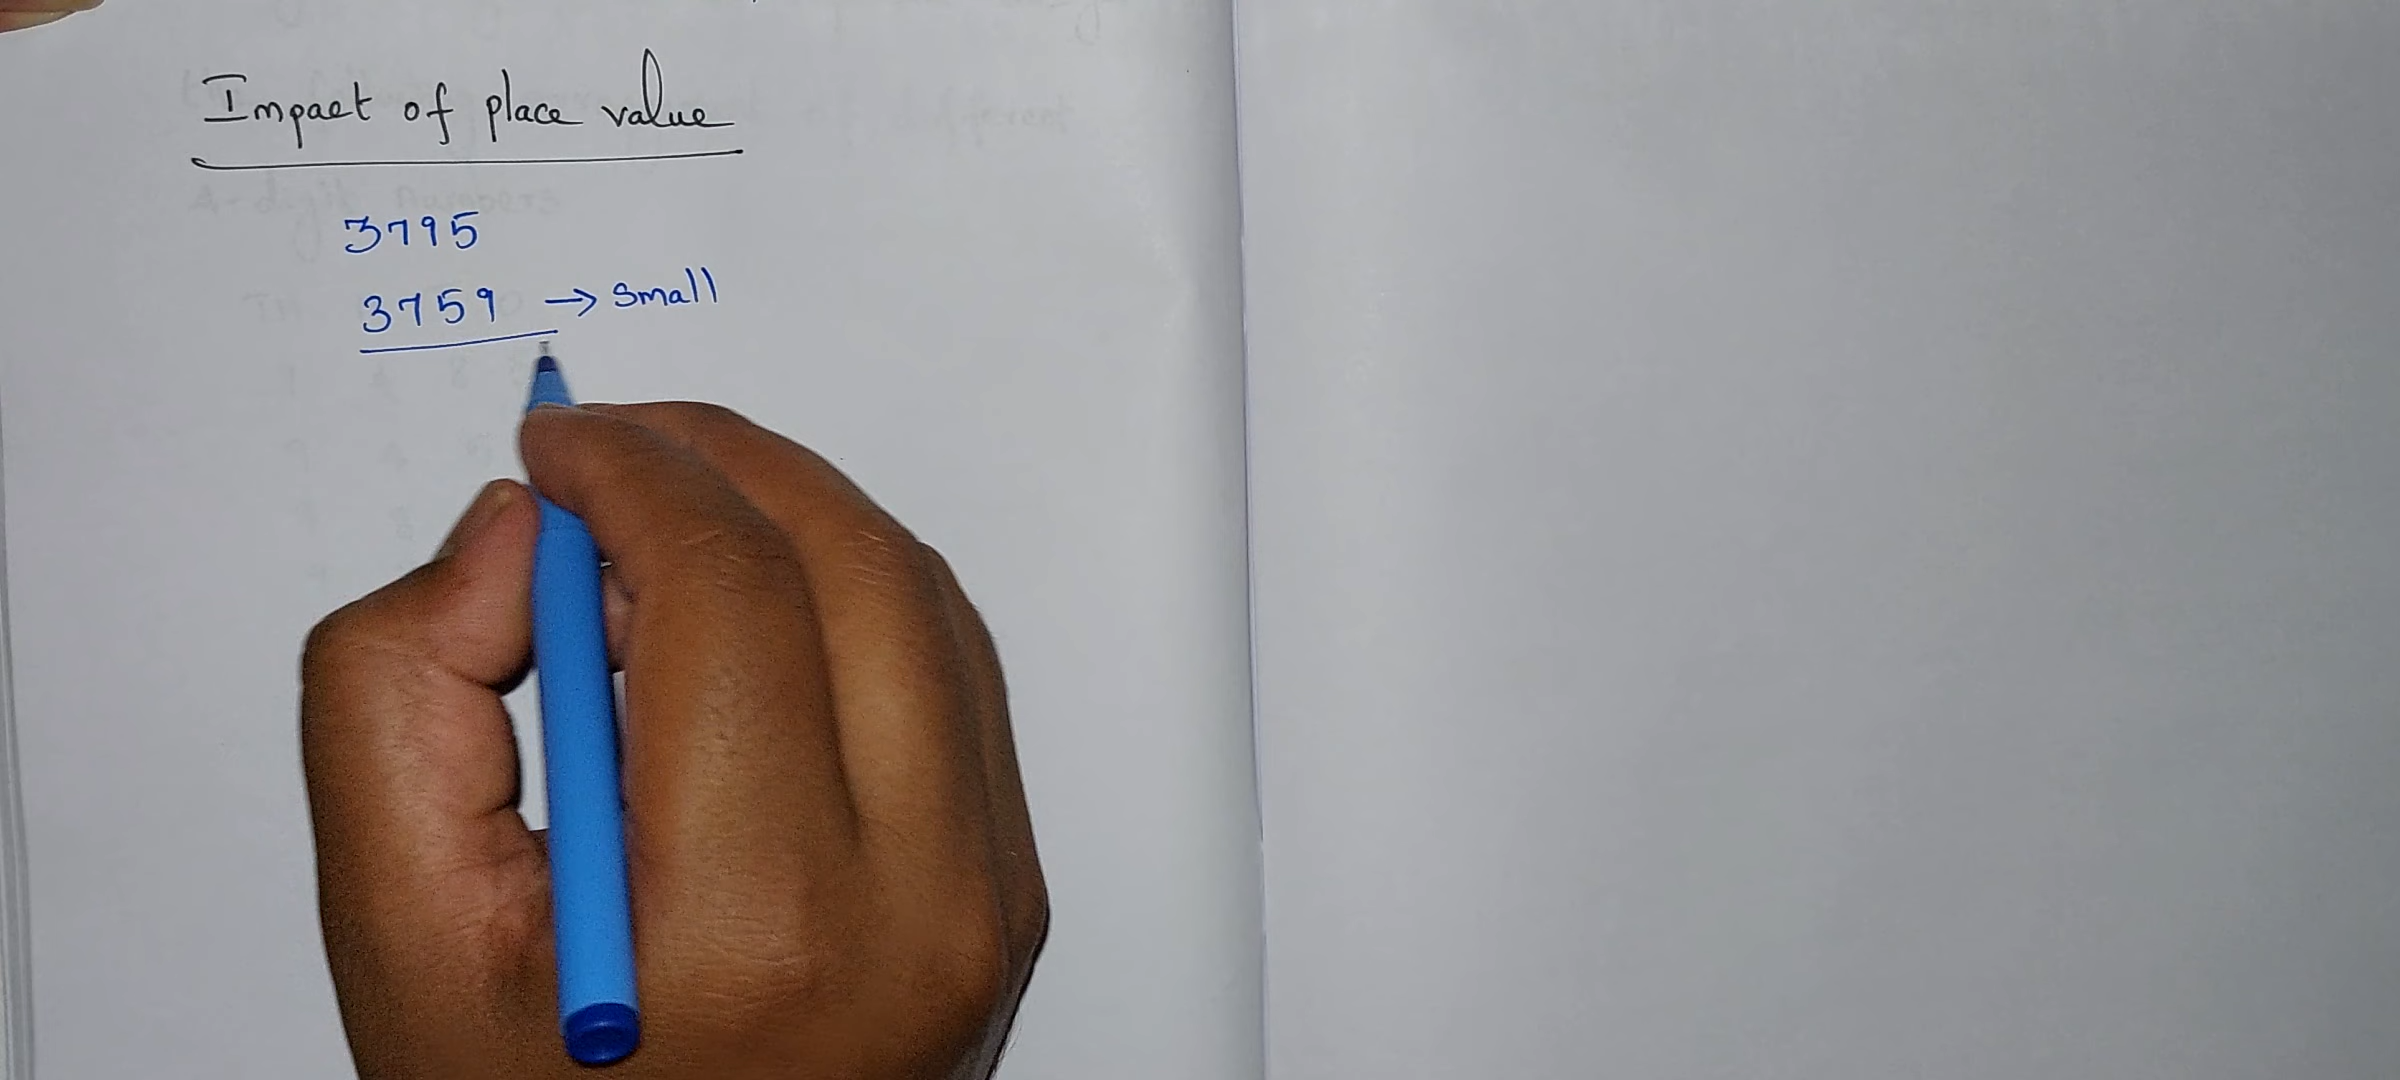 Impact of place value
3795
3759 → Small